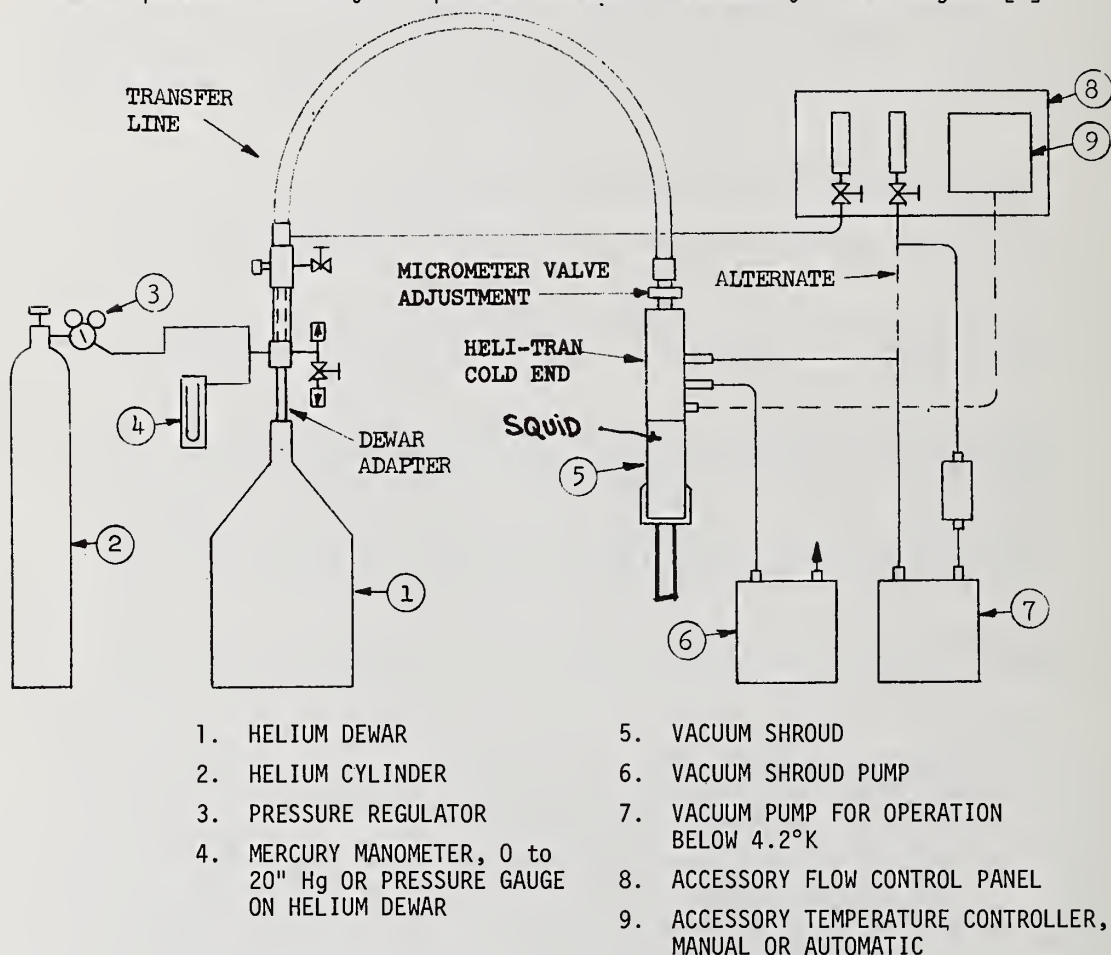 TRANSFER
LINE
8
9
MICROMETER VALVE
ADJUSTMENT
ALTERNATE
3
HELI-TRAN
COLD END
4
SQUID
DEWAR
ADAPTER
5
2
1
6
7
1. HELIUM DEWAR
2. HELIUM CYLINDER
3. PRESSURE REGULATOR
4. MERCURY MANOMETER, 0 to
20" Hg OR PRESSURE GAUGE
ON HELIUM DEWAR
5. VACUUM SHROUD
6. VACUUM SHROUD PUMP
7. VACUUM PUMP FOR OPERATION
BELOW 4.2°K
8. ACCESSORY FLOW CONTROL PANEL
9. ACCESSORY TEMPERATURE CONTROLLER,
MANUAL OR AUTOMATIC